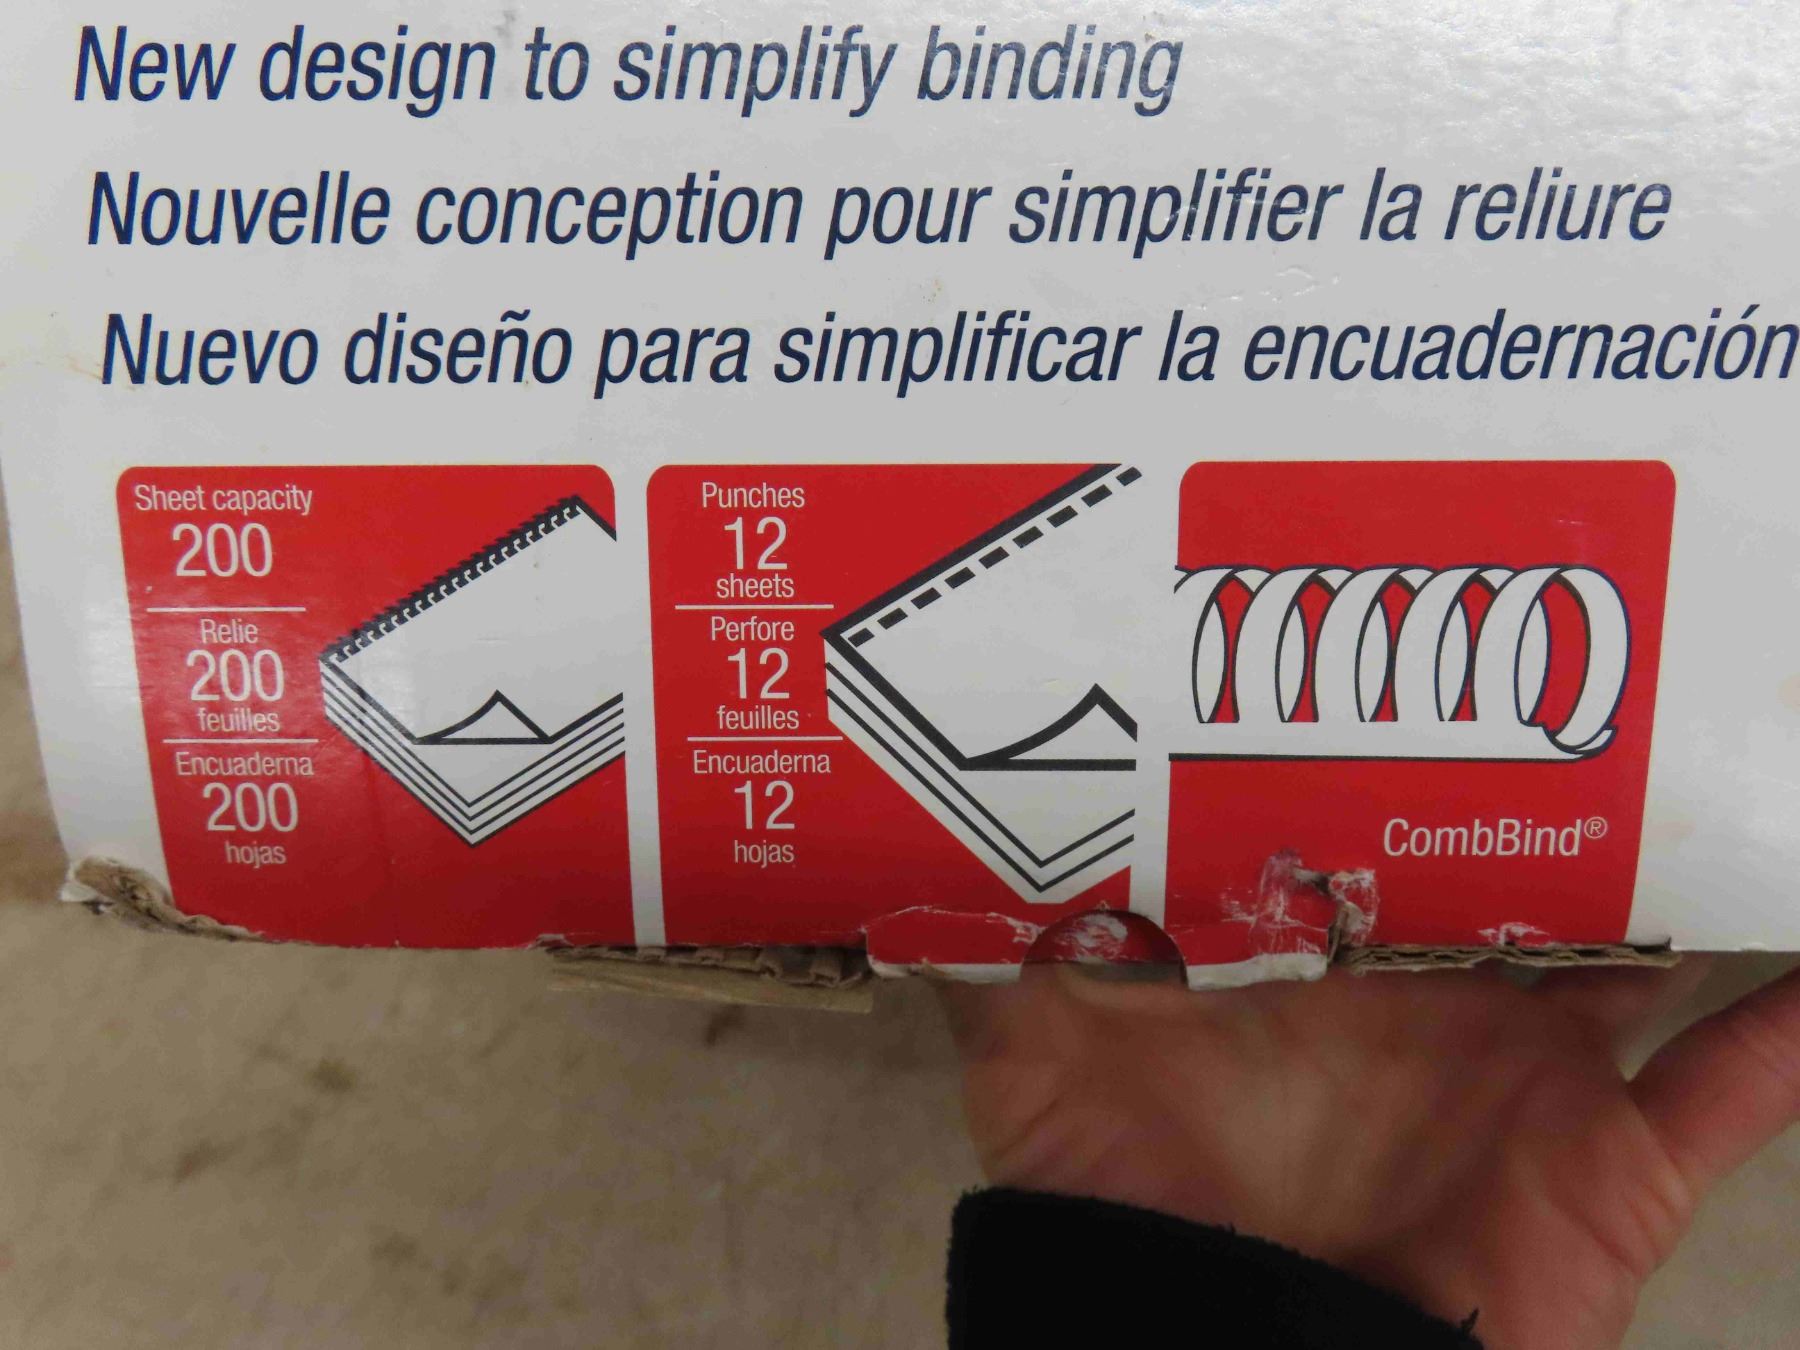 New design to simplify binding
Nouvelle conception pour simplifier la reliure
Nuevo diseño para simplificar la encuadernación
Sheet capacity
200
Relie
200
feuilles
Encuaderna
200
hojas
Punches
12
sheets
Perfore
12
feuilles
Encuaderna
12
hojas
CombBind®